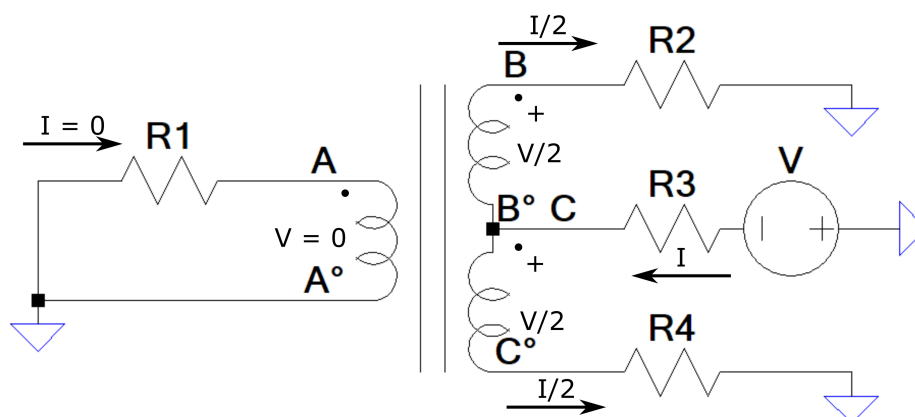 I/2
R2
B
I = 0
R1
A
+
V/2
V
R3
B° C
V = 0
+
I
A°
V/2
R4
C°
I/2